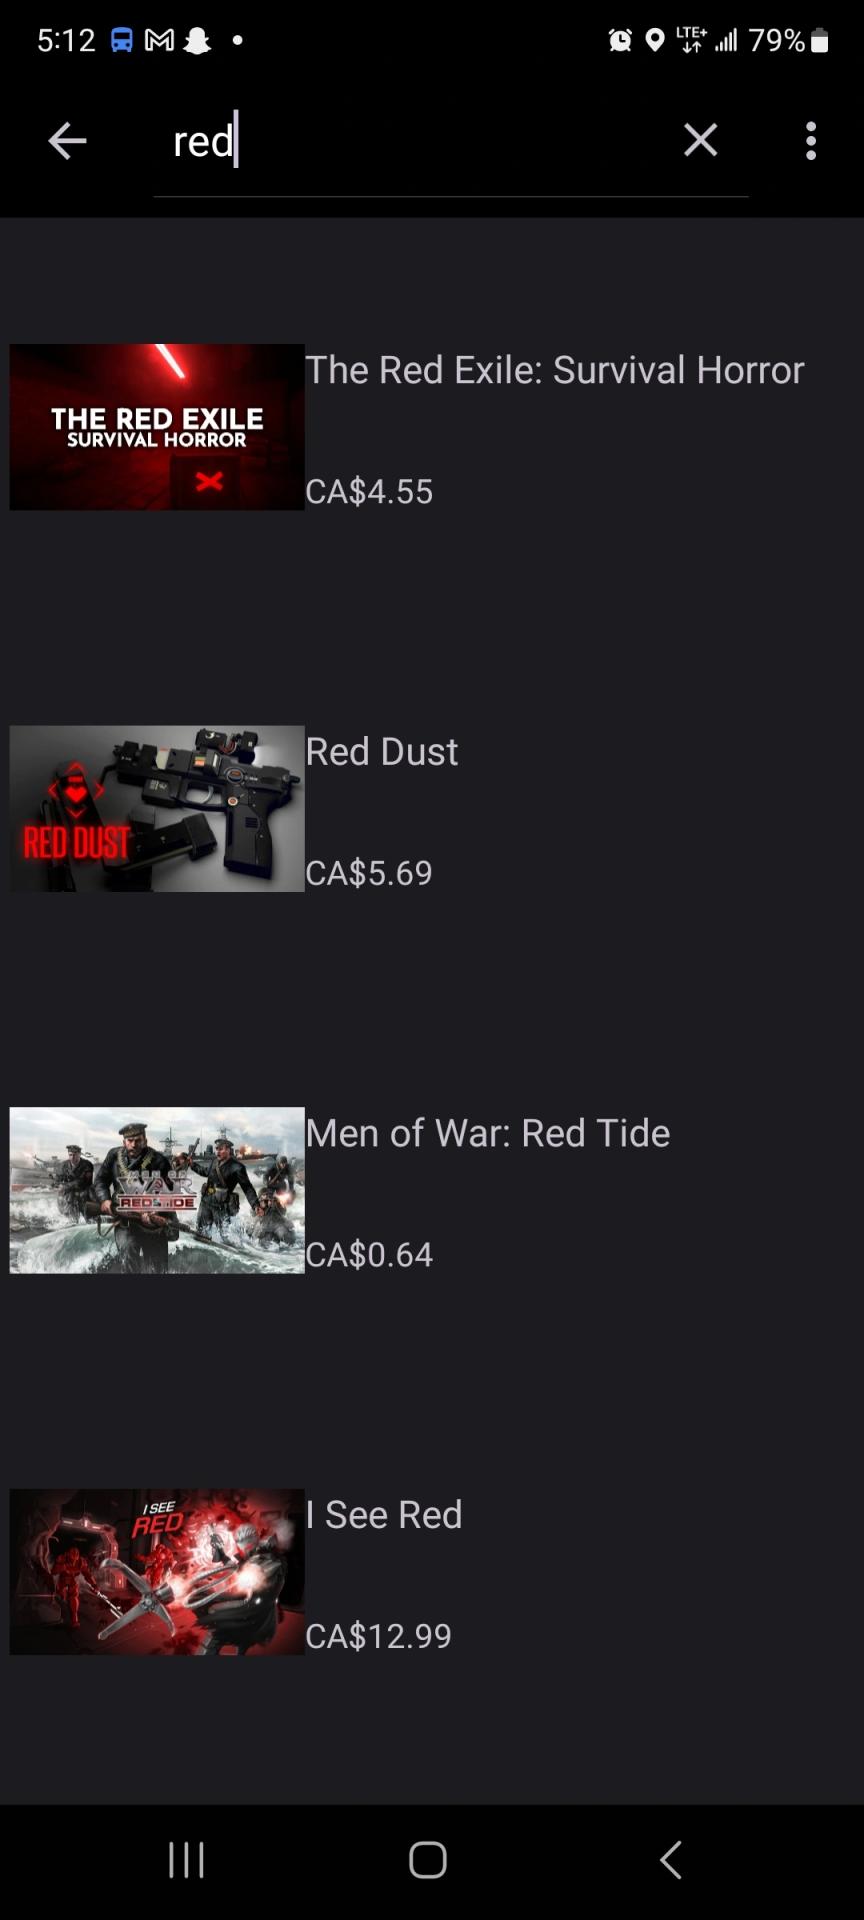 5:12
LTE+
79%
red
THE RED EXILE
SURVIVAL HORROR
The Red Exile: Survival Horror
CA$4.55
RED DUST
Red Dust
CA$5.69
MEN OF
WAR
RED TIDE
Men of War: Red Tide
CA$0.64
I SEE
RED
I See Red
CA$12.99